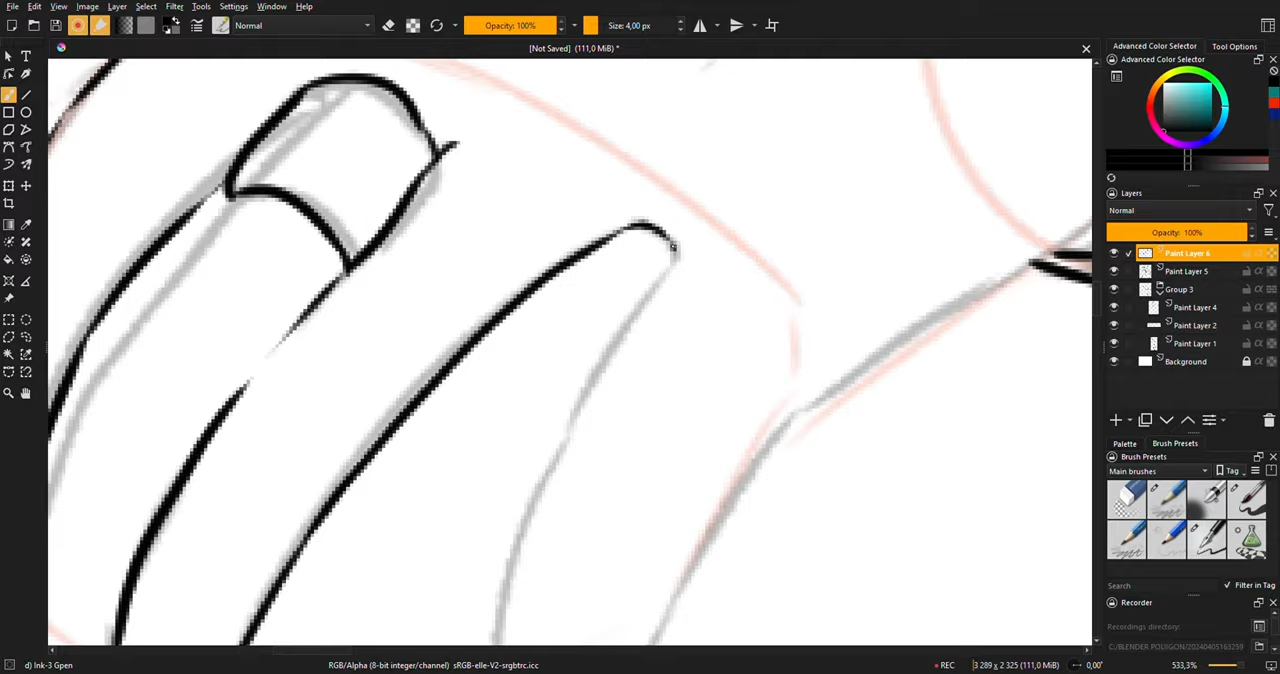 File Edit View Image Layer Select Filter Tools Settings Window Help
Normal Opacity: 100% Size: 4,00 px
[Not Saved] (111,0 MiB) *
Advanced Color Selector Tool Options
Advanced Color Selector
Layers
Normal
Opacity: 100%
Paint Layer 6
Paint Layer 5
Group 3
Paint Layer 4
Paint Layer 2
Paint Layer 1
Background
Palette Brush Presets
Brush Presets
Main brushes Tag
Search Filter in Tag
Recorder
Recordings directory:
C:/BLENDER POLIIGON/20240405163259
d) Ink-3 Gpen RGB/Alpha (8-bit integer/channel) sRGB-elle-V2-srgbtrc.icc REC 3 289 x 2 325 (111,0 MiB) 0,00° 533,3%